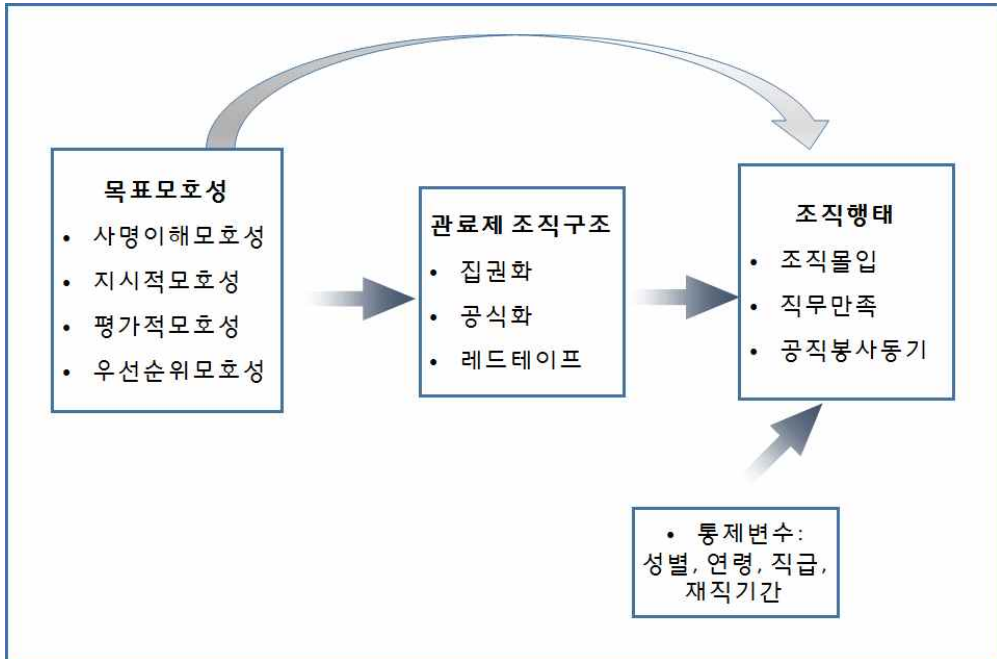 목표모호성
• 사명이해모호성
• 지시적모호성
• 평가적모호성
• 우선순위모호성
관료제 조직구조
• 집권화
• 공식화
• 레드테이프
조직행태
• 조직몰입
• 직무만족
• 공직봉사동기
• 통제변수:
성별, 연령, 직급,
재직기간